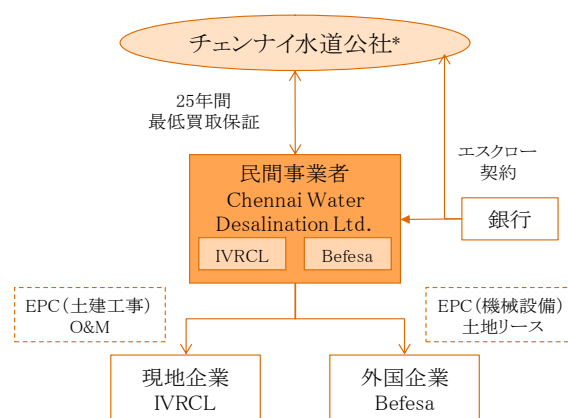 チェンナイ水道公社*
25年間
最低買取保証
エスクロー
契約
民間事業者
Chennai Water
Desalination Ltd.
IVRCL
Befesa
銀行
EPC(土建工事)
O&M
EPC(機械設備)
土地リース
現地企業
IVRCL
外国企業
Befesa